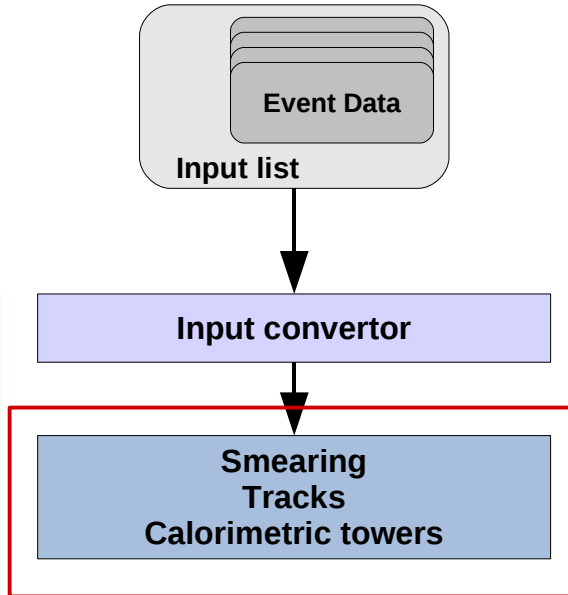 Event Data
Input list
Input convertor
Smearing
Tracks
Calorimetric towers